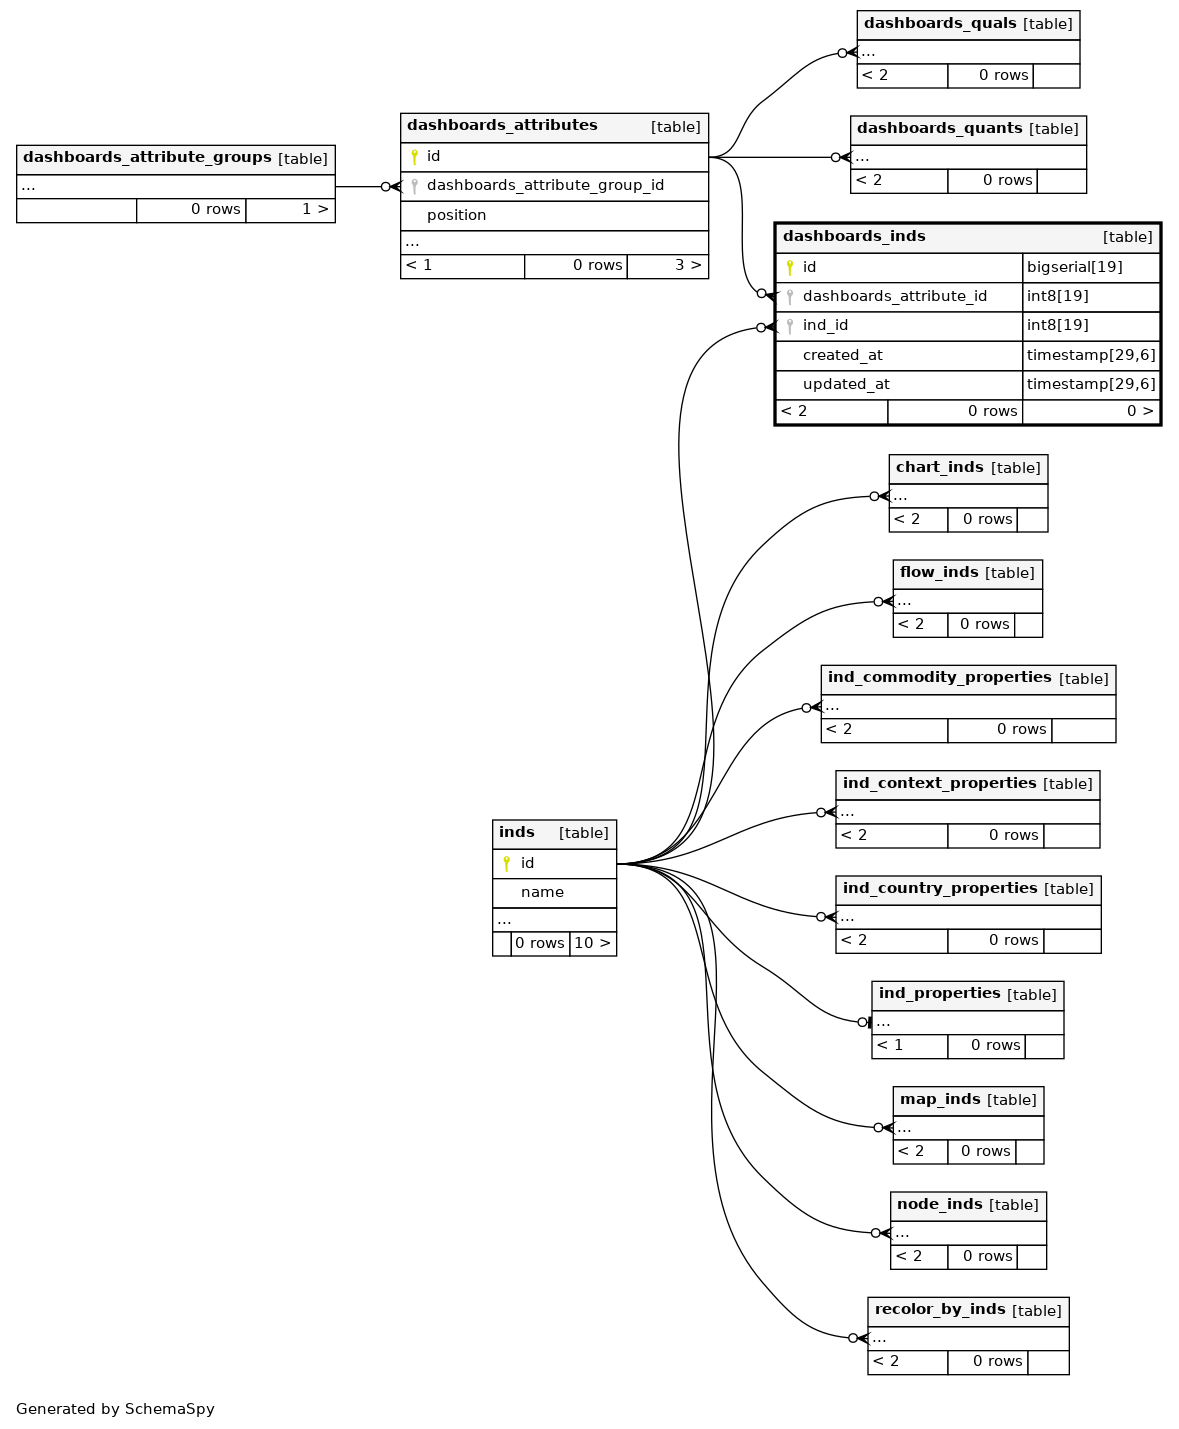 dashboards_quals [table]
...
< 2 0 rows
dashboards_quants [table]
...
< 2 0 rows
dashboards_attributes [table]
id
dashboards_attribute_group_id
position
...
< 1 0 rows 3 >
dashboards_attribute_groups [table]
...
0 rows 1 >
dashboards_inds [table]
id bigserial[19]
dashboards_attribute_id int8[19]
ind_id int8[19]
created_at timestamp[29,6]
updated_at timestamp[29,6]
< 2 0 rows 0 >
chart_inds [table]
...
< 2 0 rows
flow_inds [table]
...
< 2 0 rows
ind_commodity_properties [table]
...
< 2 0 rows
ind_context_properties [table]
...
< 2 0 rows
inds [table]
id
name
...
0 rows 10 >
ind_country_properties [table]
...
< 2 0 rows
ind_properties [table]
...
< 1 0 rows
map_inds [table]
...
< 2 0 rows
node_inds [table]
...
< 2 0 rows
recolor_by_inds [table]
...
< 2 0 rows
Generated by SchemaSpy